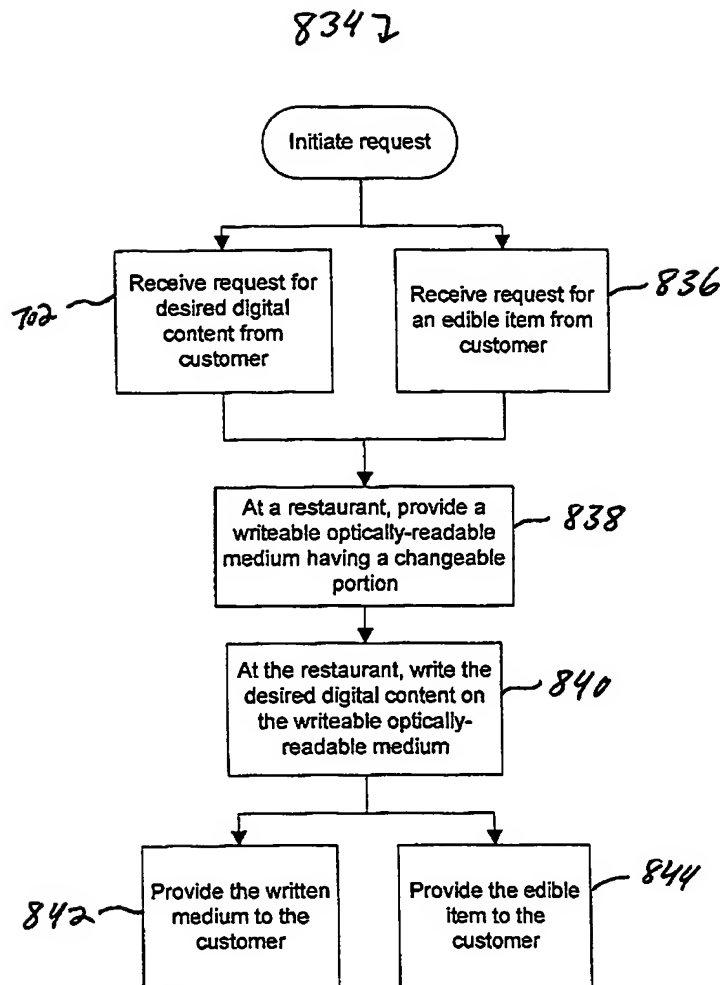 834
Initiate request
Receive request for
desired digital
content from
customer
702
Receive request for
an edible item from
customer
836
At a restaurant, provide a
writeable optically-readable
medium having a changeable
portion
838
At the restaurant, write the
desired digital content on
the writeable optically-
readable medium
840
Provide the written
medium to the
customer
842
Provide the edible
item to the
customer
844